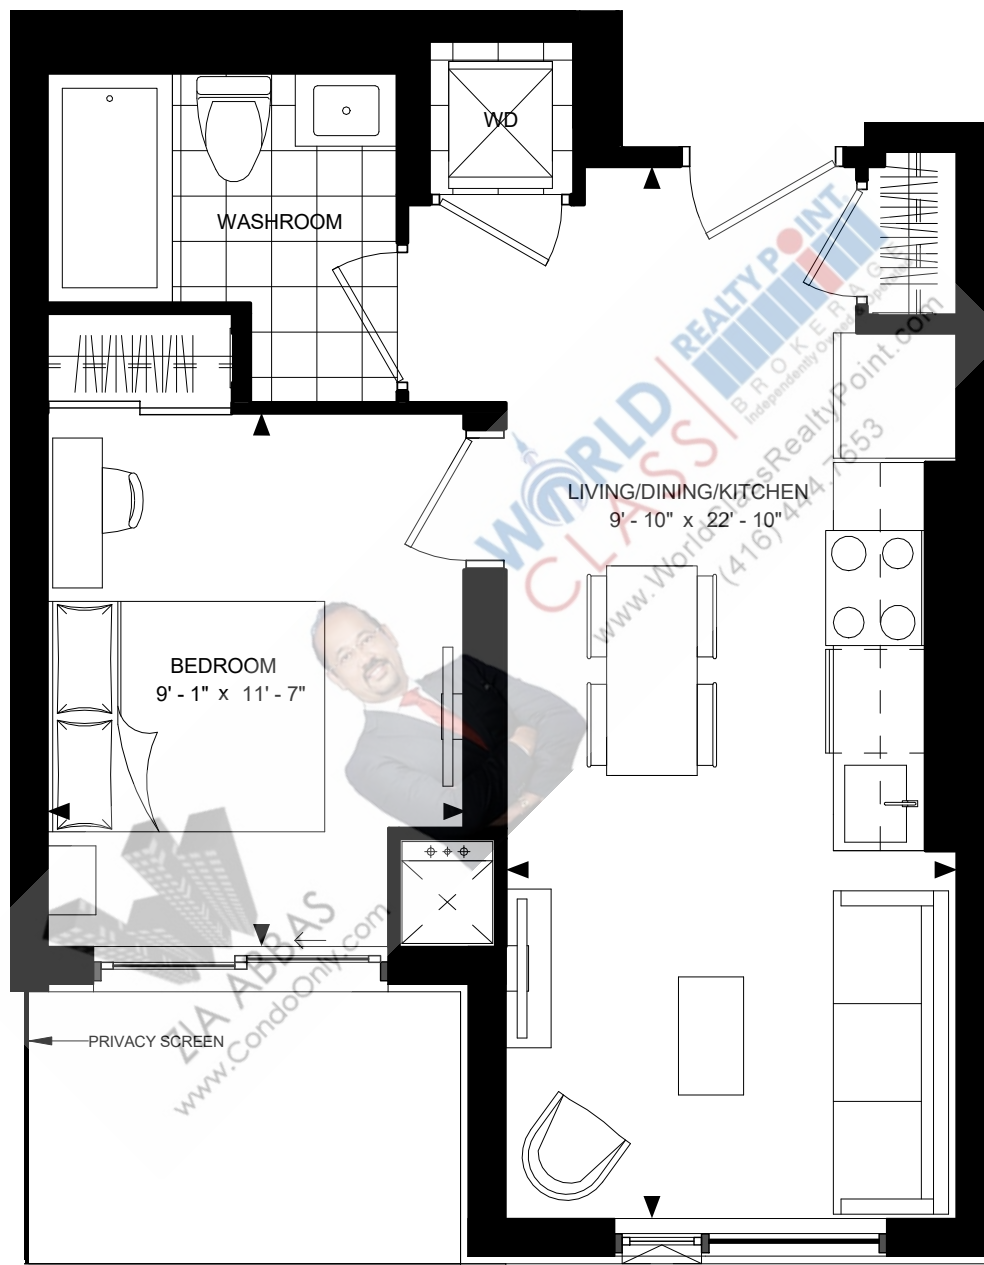 WD
WASHROOM
REALTY POINT
BROKERAGE
Independently Owned & Operated
WORLD
CLASS
LIVING/DINING/KITCHEN
9' - 10" x 22' - 10"
www.WorldClassRealtyPoint.com
(416) 444.7653
BEDROOM
9' - 1" x 11' - 7"
ZIA ABBAS
www.CondoOnly.com
PRIVACY SCREEN